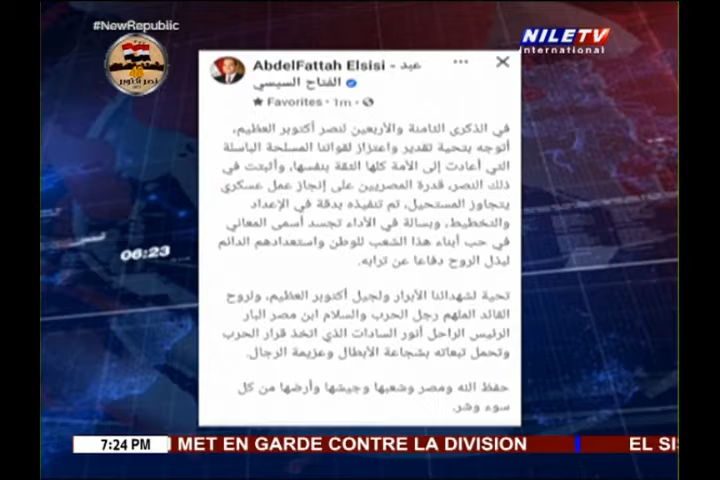 #NewRepublic
NILETV
International
نصر أكتوبر
AbdelFattah Elsisi - عبد
الفتاح السيسي
Favorites · 1m
في الذكرى الثامنة والأربعين لنصر أكتوبر العظيم،
أتوجه بتحية تقدير واعتزاز لقواتنا المسلحة الباسلة
التي أعادت إلى الأمة كلها الثقة بنفسها، وأثبتت في
ذلك النصر، قدرة المصريين على إنجاز عمل عسكري
يتجاوز المستحيل، تم تنفيذه بدقة في الإعداد
والتخطيط، وبسالة في الأداء تجسد أسمى المعاني
في حب أبناء هذا الشعب للوطن واستعدادهم الدائم
لبذل الروح دفاعا عن ترابه.
تحية لشهدائنا الأبرار ولجيل أكتوبر العظيم، ولروح
القائد الملهم رجل الحرب والسلام ابن مصر البار
الرئيس الراحل أنور السادات الذي اتخذ قرار الحرب
وتحمل تبعاته بشجاعة الأبطال وعزيمة الرجال.
حفظ الله ومصر وشعبها وجيشها وأرضها من كل
سوء وشر.
06:23
7:24 PM MET EN GARDE CONTRE LA DIVISION EL SI